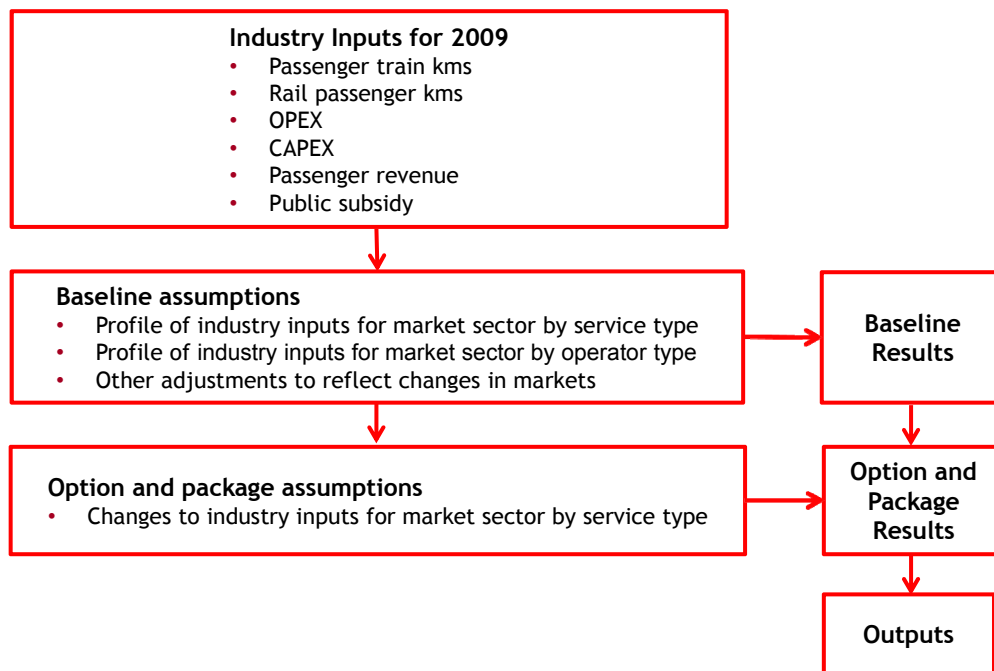 Industry Inputs for 2009
• Passenger train kms
• Rail passenger kms
• OPEX
• CAPEX
• Passenger revenue
• Public subsidy
Baseline assumptions
• Profile of industry inputs for market sector by service type
• Profile of industry inputs for market sector by operator type
• Other adjustments to reflect changes in markets
Baseline
Results
Option and package assumptions
• Changes to industry inputs for market sector by service type
Option and
Package
Results
Outputs